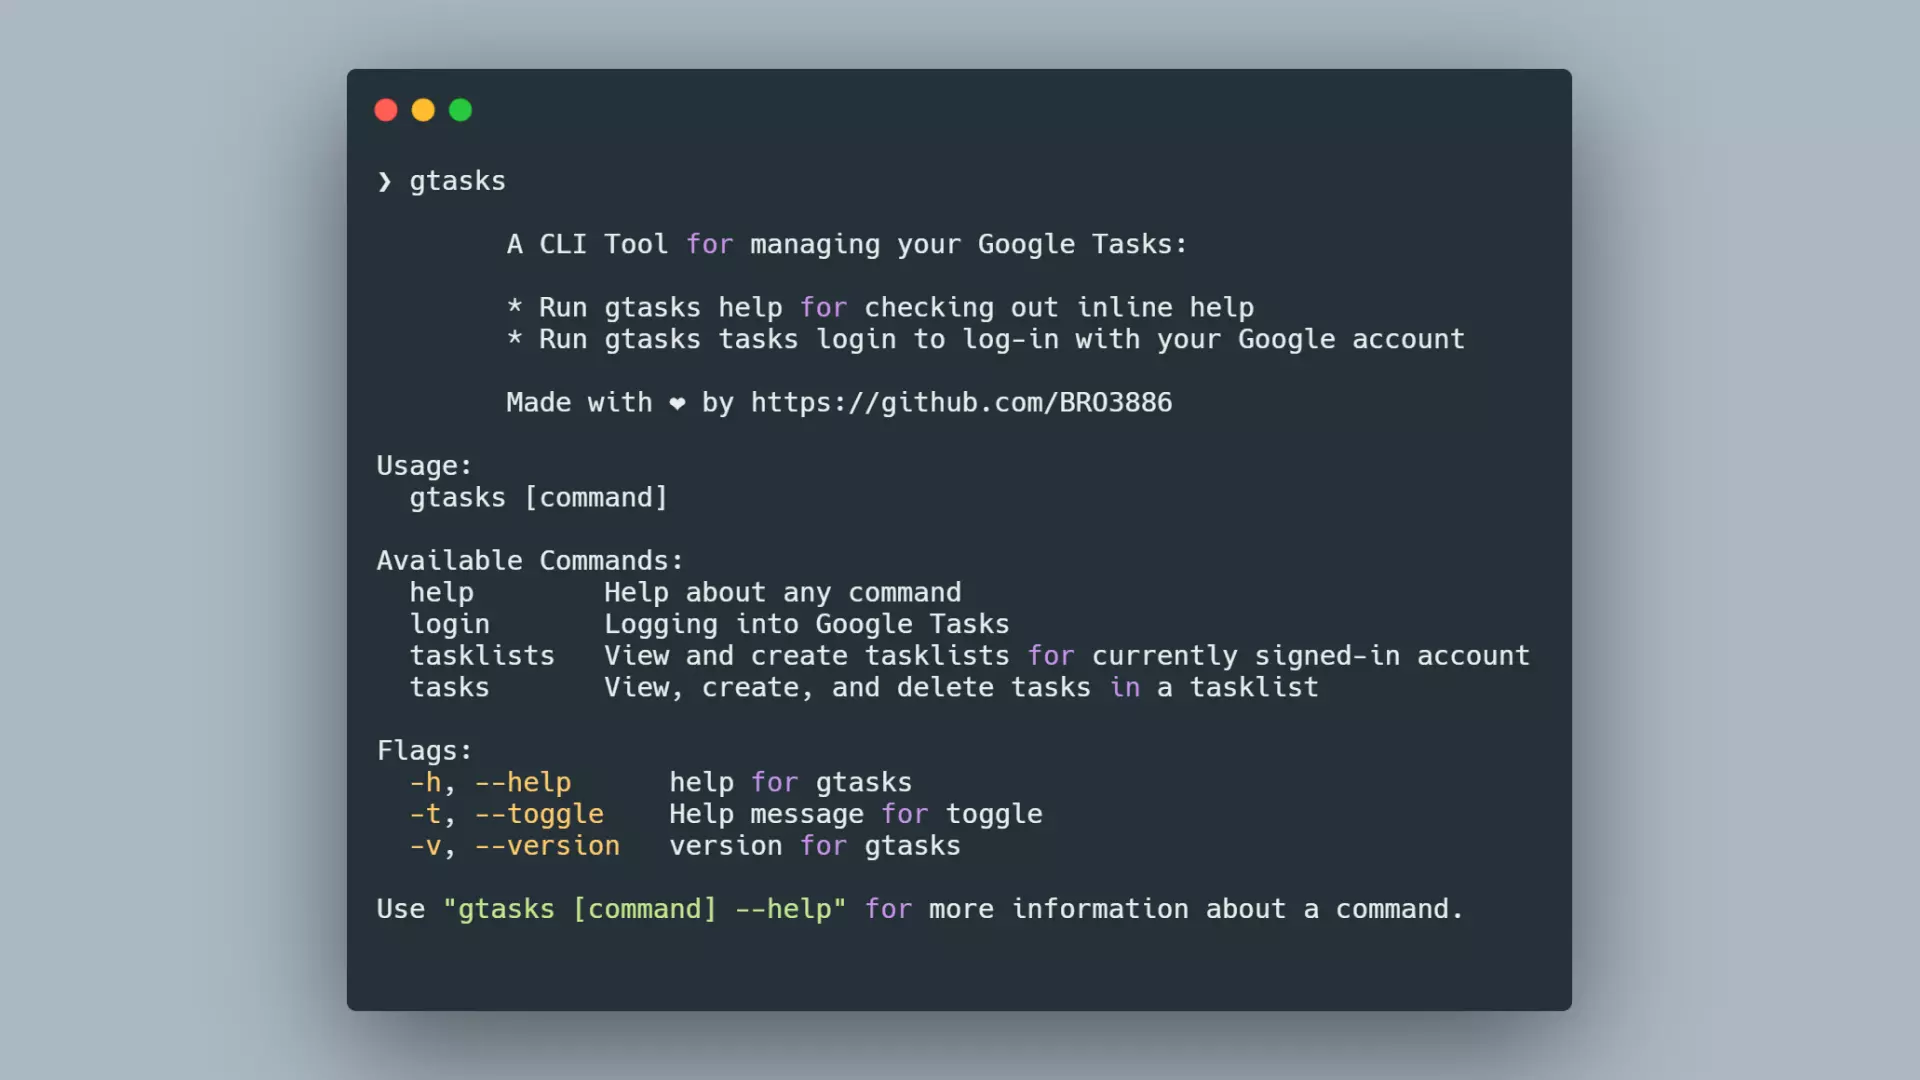 ❯ gtasks
A CLI Tool for managing your Google Tasks:
* Run gtasks help for checking out inline help
* Run gtasks tasks login to log-in with your Google account
Made with ❤ by https://github.com/BRO3886
Usage:
gtasks [command]
Available Commands:
help Help about any command
login Logging into Google Tasks
tasklists View and create tasklists for currently signed-in account
tasks View, create, and delete tasks in a tasklist
Flags:
-h, --help help for gtasks
-t, --toggle Help message for toggle
-v, --version version for gtasks
Use "gtasks [command] --help" for more information about a command.